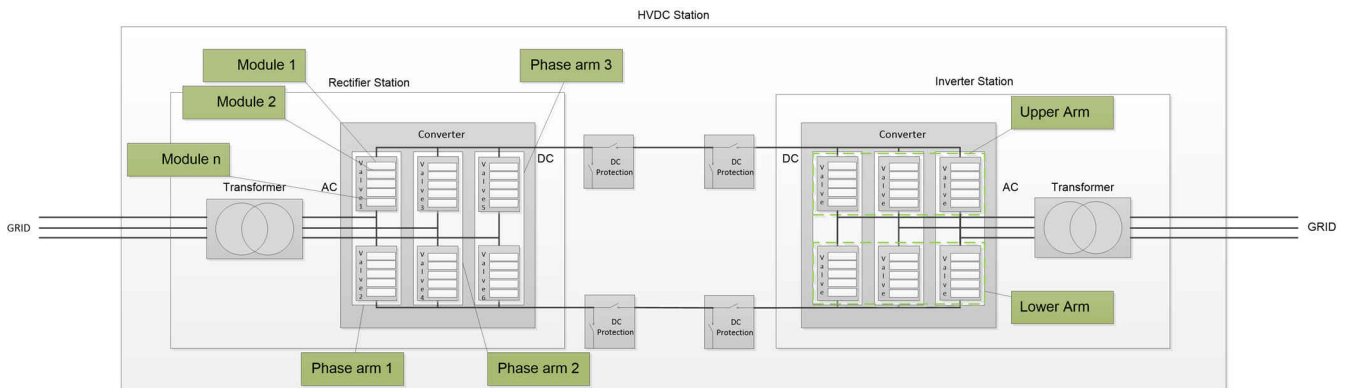 HVDC Station
Module 1
Phase arm 3
Rectifier Station
Inverter Station
Module 2
Upper Arm
Converter
Converter
Module n
DC
DC Protection
DC Protection
DC
Transformer
AC
Valve 1
Valve 3
Valve 5
Valve
Valve
Valve
AC
Transformer
GRID
GRID
Valve 2
Valve 4
Valve 6
Valve
Valve
Valve
Lower Arm
DC Protection
DC Protection
Phase arm 1
Phase arm 2